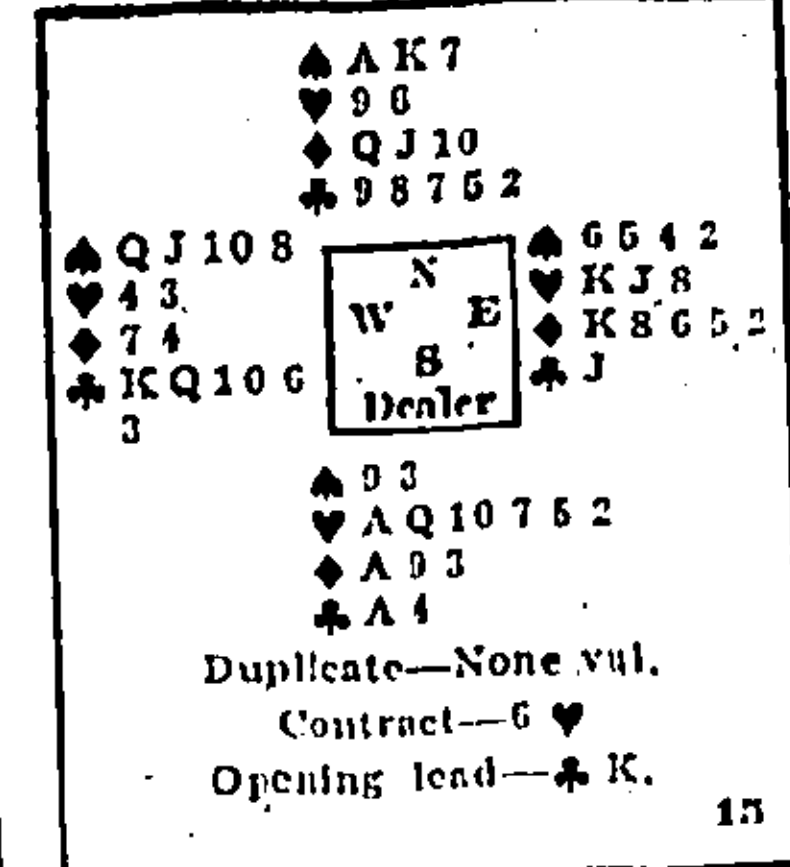 ♠ A K 7
♥ 9 6
♦ Q J 10
♣ 9 8 7 5 2
♠ Q J 10 8
♥ 4 3
♦ 7 4
♣ K Q 10 6
3
N
W E
S
Dealer
♠ 6 5 4 2
♥ K J 8
♦ K 8 6 5 2
♣ J
♠ 9 3
♥ A Q 10 7 5 2
♦ A 9 3
♣ A 4
Duplicate—None vul.
Contract—6 ♥
Opening lead—♣ K.
15